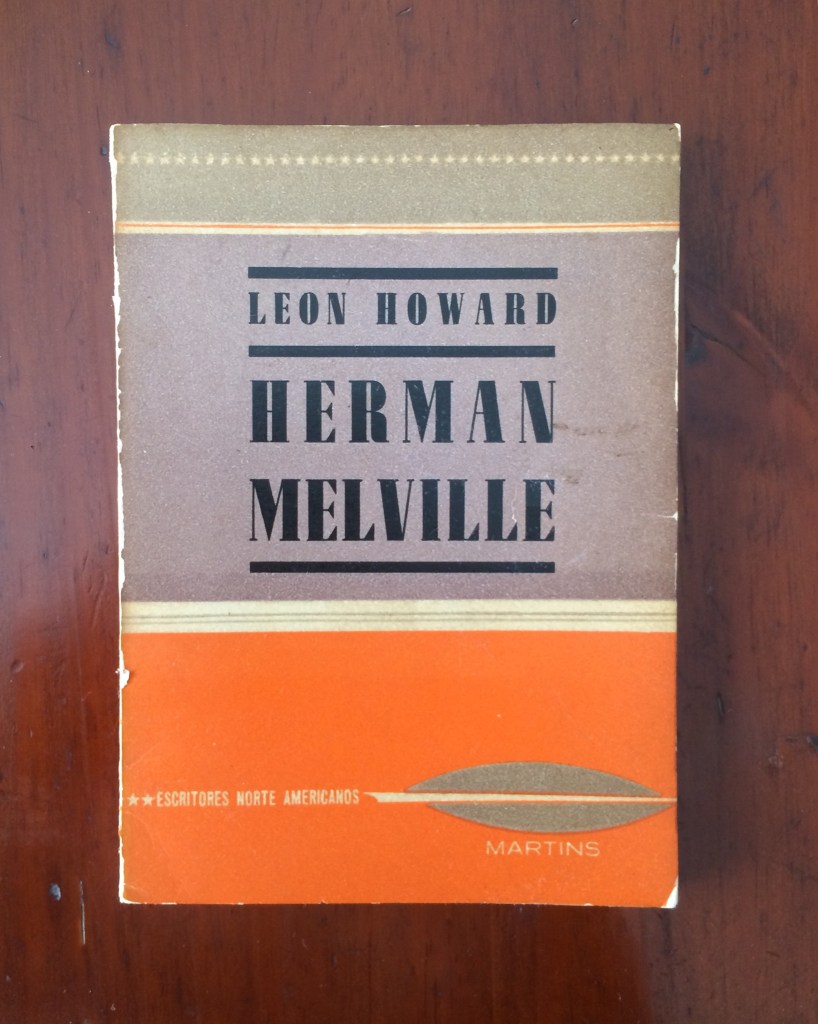 LEON HOWARD
HERMAN
MELVILLE
★★ESCRITORES NORTE AMERICANOS
MARTINS